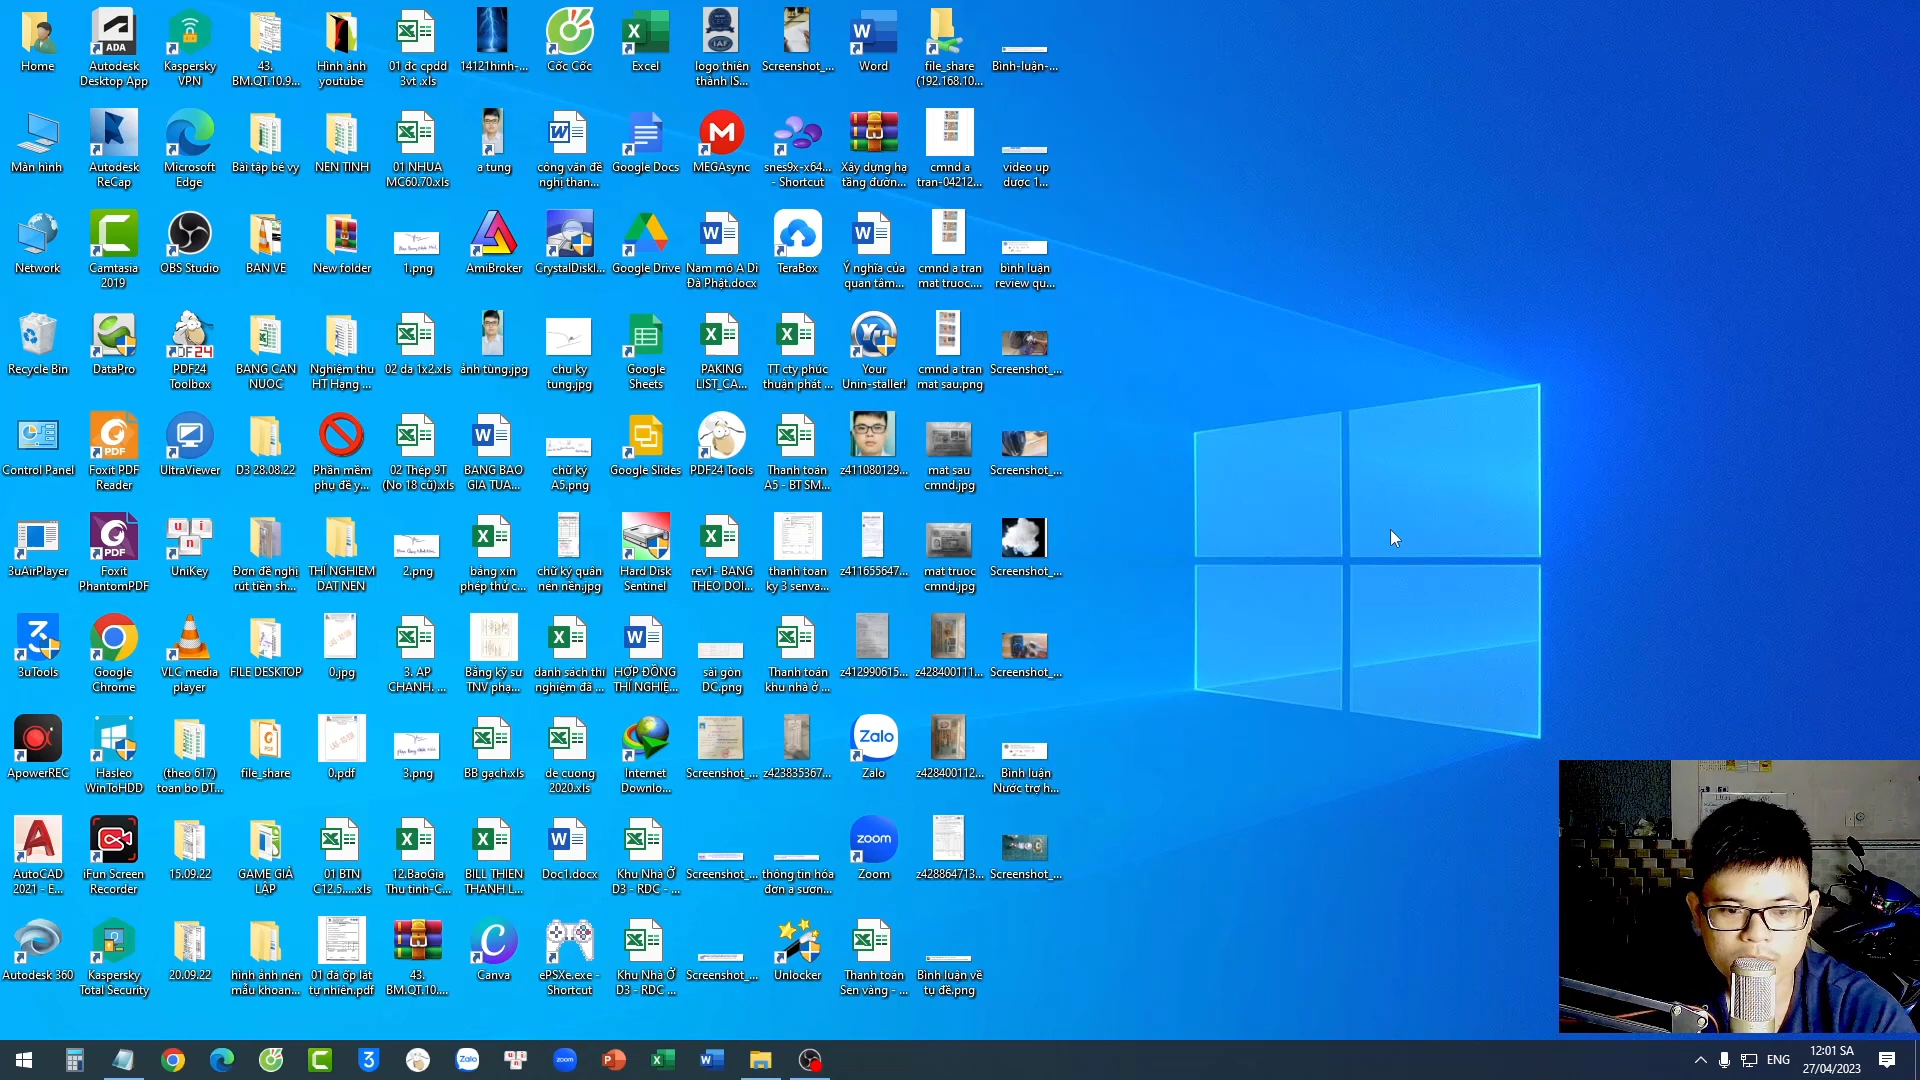 Home
Autodesk
Desktop App
Kaspersky
VPN
43.
BM.QT.10.9...
Hình ảnh
youtube
01 đc cpdd
3vt .xls
14121hinh-...
Cốc Cốc
Excel
logo thiên
thành IS...
Screenshot_...
Word
file_share
(192.168.10...
Bình-luận-...
Màn hình
Autodesk
ReCap
Microsoft
Edge
Bài tập bé vy
NEN TINH
01 NHUA
MC60.70.xls
a tung
công văn đề
nghị than...
Google Docs
MEGAsync
snes9x-x64...
- Shortcut
Xây dựng hạ
tầng đườn...
cmnd a
tran-04212...
video up
được 1...
Network
Camtasia
2019
OBS Studio
BAN VE
New folder
1.png
AmiBroker
CrystalDiskI...
Google Drive
Nam mô A Di
Đà Phật.docx
TeraBox
Ý nghĩa của
quan tâm...
cmnd a tran
mat truoc....
bình luận
review qu...
Recycle Bin
DataPro
PDF24
Toolbox
BANG CAN
NUOC
Nghiệm thu
HT Hạng ...
02 da 1x2.xls
ảnh tùng.jpg
chu ky
tung.jpg
Google
Sheets
PAKING
LIST_CA...
TT cty phúc
thuận phát ...
Your
Unin-staller!
cmnd a tran
mat sau.png
Screenshot_...
Control Panel
Foxit PDF
Reader
UltraViewer
D3 28.08.22
Phần mềm
phụ đề y...
02 Thép 9T
(No 18 cũ).xls
BANG BAO
GIA TUA...
chữ ký
A5.png
Google Slides
PDF24 Tools
Thanh toán
A5 - BT SM...
z411080129...
mat sau
cmnd.jpg
Screenshot_...
3uAirPlayer
Foxit
PhantomPDF
UniKey
Đơn đề nghị
rút tiền sh...
THÍ NGHIEM
DAT NEN
2.png
bảng xin
phép thử c...
chữ ký quân
nén nền.jpg
Hard Disk
Sentinel
rev1- BANG
THEO DOI...
thanh toan
ky 3 senva...
z411655647...
mat truoc
cmnd.jpg
Screenshot_...
3uTools
Google
Chrome
VLC media
player
FILE DESKTOP
0.jpg
3. AP
CHANH. ...
Bảng kỹ sư
TNV phạ...
danh sách thí
nghiệm đã ...
HỢP ĐỒNG
THÍ NGHIỆ...
sài gòn
DC.png
Thanh toán
khu nhà ở ...
z412990615...
z428400111...
Screenshot_...
ApowerREC
Hasleo
WinToHDD
(theo 617)
toan bo DT...
file_share
0.pdf
3.png
BB gạch.xls
de cuong
2020.xls
Internet
Downlo...
Screenshot_...
z423835367...
Zalo
z428400112...
Bình luận
Nước trợ h...
AutoCAD
2021 - E...
iFun Screen
Recorder
15.09.22
GAME GIẢ
LẬP
01 BTN
C12.5.....xls
12.BaoGia
Thu tinh-C...
BILL THIEN
THANH L...
Doc1.docx
Khu Nhà Ở
D3 - RDC - ...
Screenshot_...
thông tin hóa
đơn a sươn...
Zoom
z428864713...
Screenshot_...
Autodesk 360
Kaspersky
Total Security
20.09.22
hình ảnh nén
mẫu khoan...
01 đá ốp lát
tự nhiên.pdf
43.
BM.QT.10....
Canva
ePSXe.exe -
Shortcut
Khu Nhà Ở
D3 - RDC ...
Screenshot_...
Unlocker
Thanh toán
Sen vàng - ...
Bình luận về
tụ đề.png
ENG
12:01 SA
27/04/2023